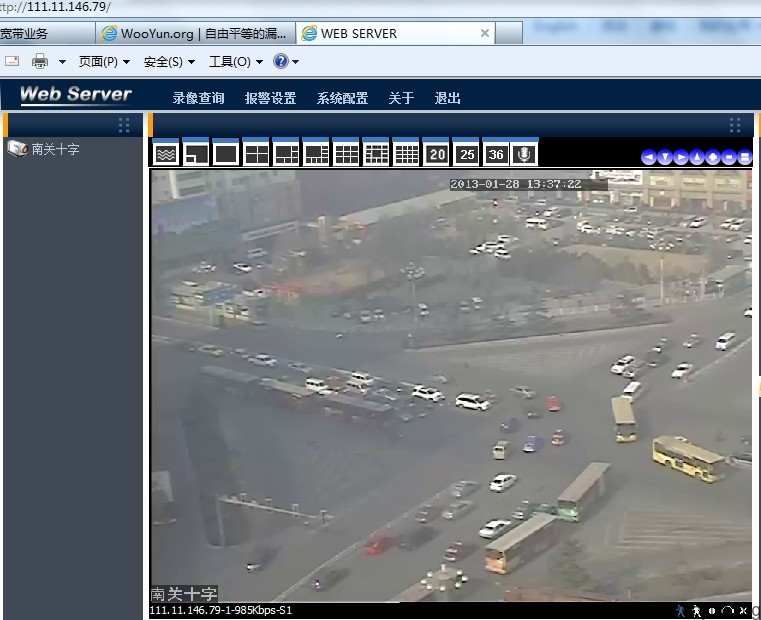 ttp://111.11.146.79/
宽带业务
WooYun.org | 自由平等的漏...
WEB SERVER
页面(P)
安全(S)
工具(O)
Web Server
录像查询
报警设置
系统配置
关于
退出
南关十字
20
25
36
2013-01-28 13:37:22
南关十字
111.11.146.79-1-985Kbps-S1